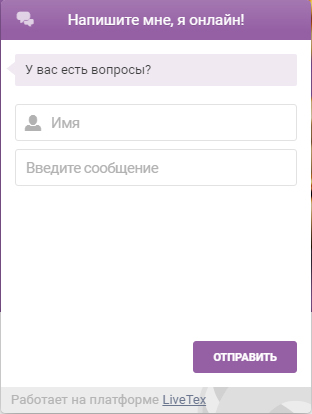 Напишите мне, я онлайн!
У вас есть вопросы?
Имя
Введите сообщение
ОТПРАВИТЬ
Работает на платформе LiveTex